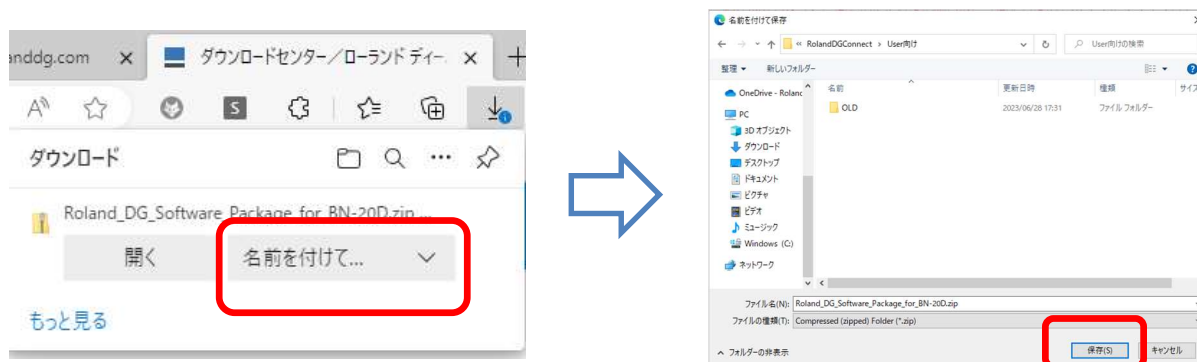 anddg.com
ダウンロードセンター／ローランド ディー
ダウンロード
Roland_DG_Software_Package_for_BN-20D.zip ...
開く
名前を付けて...
もっと見る
名前を付けて保存
« RolandDGConnect › User向け
User向けの検索
整理 新しいフォルダー
名前 更新日時 種類 サイズ
OneDrive - Roland
OLD 2023/06/28 17:31 ファイル フォルダー
PC
3D オブジェクト
ダウンロード
デスクトップ
ドキュメント
ピクチャ
ビデオ
ミュージック
Windows (C:)
ネットワーク
ファイル名(N): Roland_DG_Software_Package_for_BN-20D.zip
ファイルの種類(T): Compressed (zipped) Folder (*.zip)
フォルダーの非表示
保存(S)
キャンセル